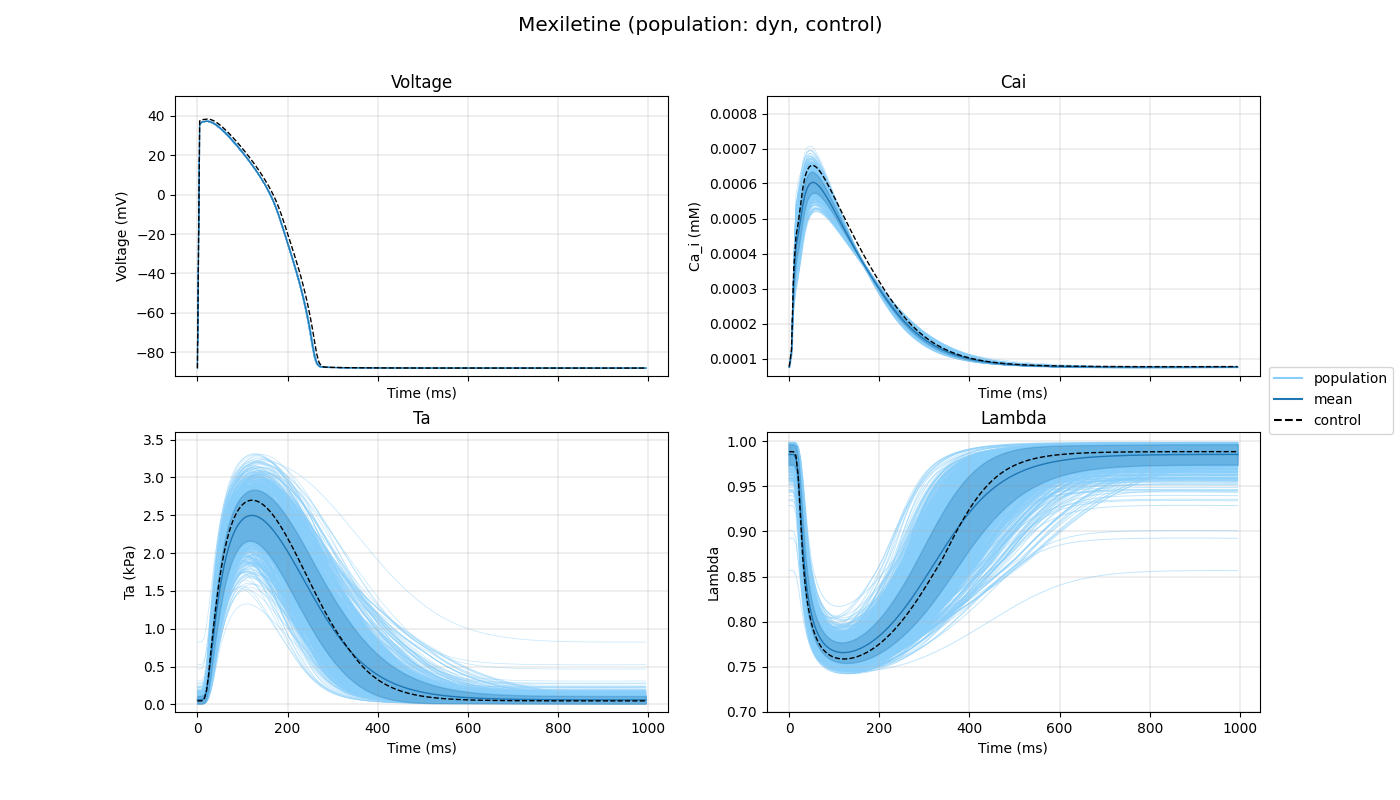 Mexiletine (population: dyn, control)
Voltage
40
20
0
−20
−40
−60
−80
Voltage (mV)
Time (ms)
Cai
0.0008
0.0007
0.0006
0.0005
0.0004
0.0003
0.0002
0.0001
Ca_i (mM)
Time (ms)
population
mean
control
Ta
3.5
3.0
2.5
2.0
1.5
1.0
0.5
0.0
Ta (kPa)
0 200 400 600 800 1000
Time (ms)
Lambda
1.00
0.95
0.90
0.85
0.80
0.75
0.70
Lambda
0 200 400 600 800 1000
Time (ms)